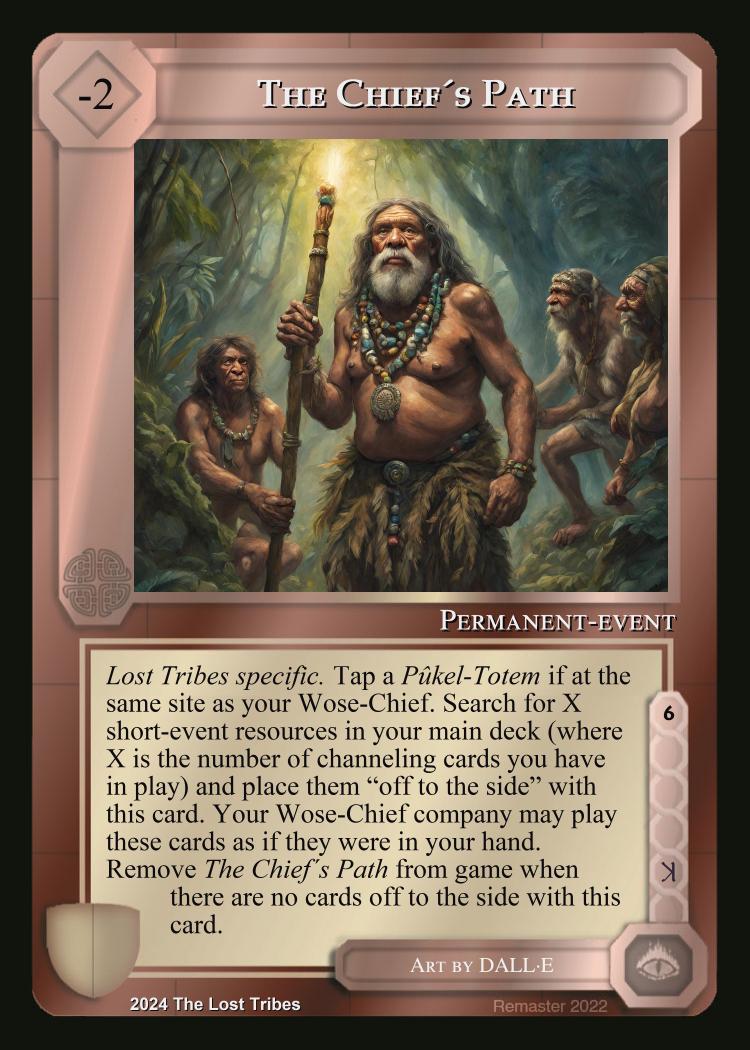 -2
The Chief´s Path
Permanent-event
Lost Tribes specific. Tap a Pûkel-Totem if at the
same site as your Wose-Chief. Search for X
short-event resources in your main deck (where
X is the number of channeling cards you have
in play) and place them “off to the side” with
this card. Your Wose-Chief company may play
these cards as if they were in your hand.
Remove The Chief´s Path from game when
there are no cards off to the side with this
card.
6
Art by DALL·E
2024 The Lost Tribes
Remaster 2022